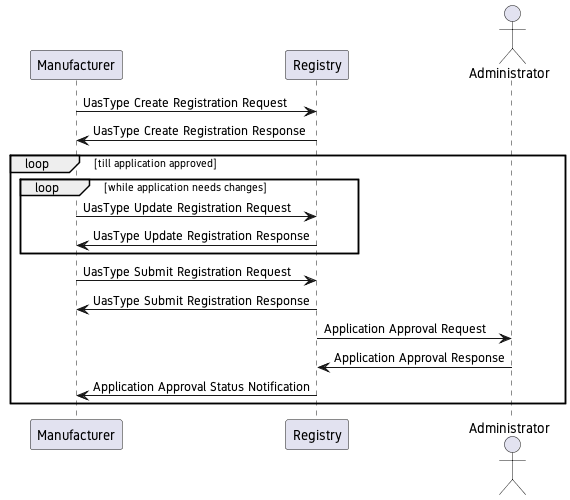 Manufacturer
Registry
Administrator
UasType Create Registration Request
UasType Create Registration Response
loop [till application approved]
loop [while application needs changes]
UasType Update Registration Request
UasType Update Registration Response
UasType Submit Registration Request
UasType Submit Registration Response
Application Approval Request
Application Approval Response
Application Approval Status Notification
Manufacturer
Registry
Administrator